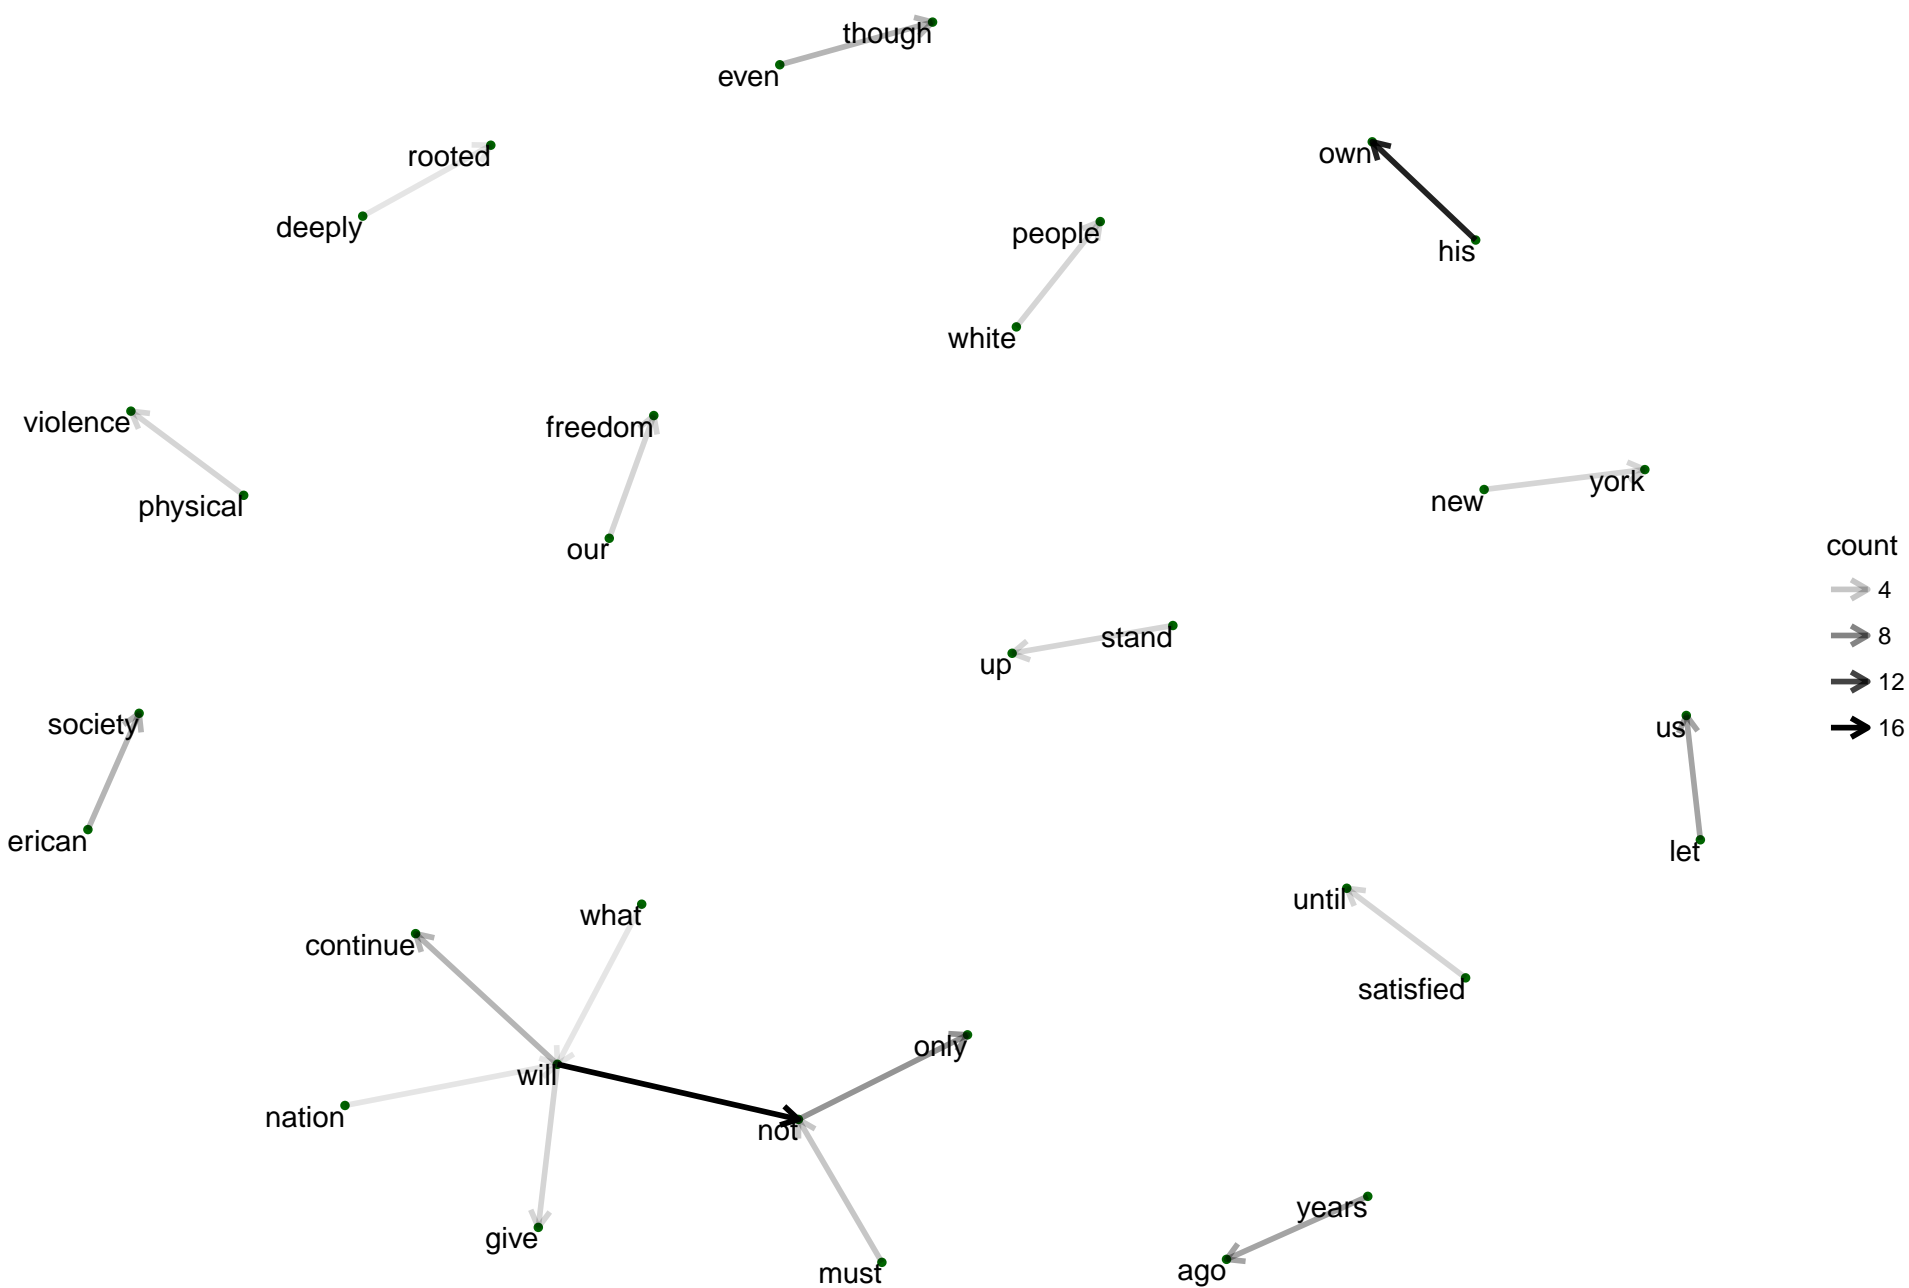 though
even
rooted
own
deeply
people
his
white
violence
freedom
york
new
physical
our
count
4
stand
8
up
12
society
us
16
erican
let
until
what
continue
satisfied
only
will
nation
not
years
give
ago
must